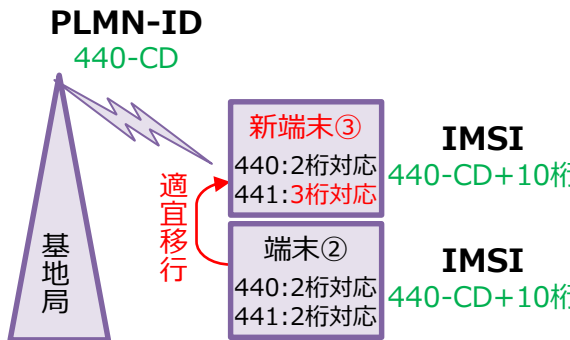 PLMN-ID
440-CD
新端末③
440:2桁対応
441:3桁対応
IMSI
440-CD+10桁
適宜移行
基地局
端末②
440:2桁対応
441:2桁対応
IMSI
440-CD+10桁